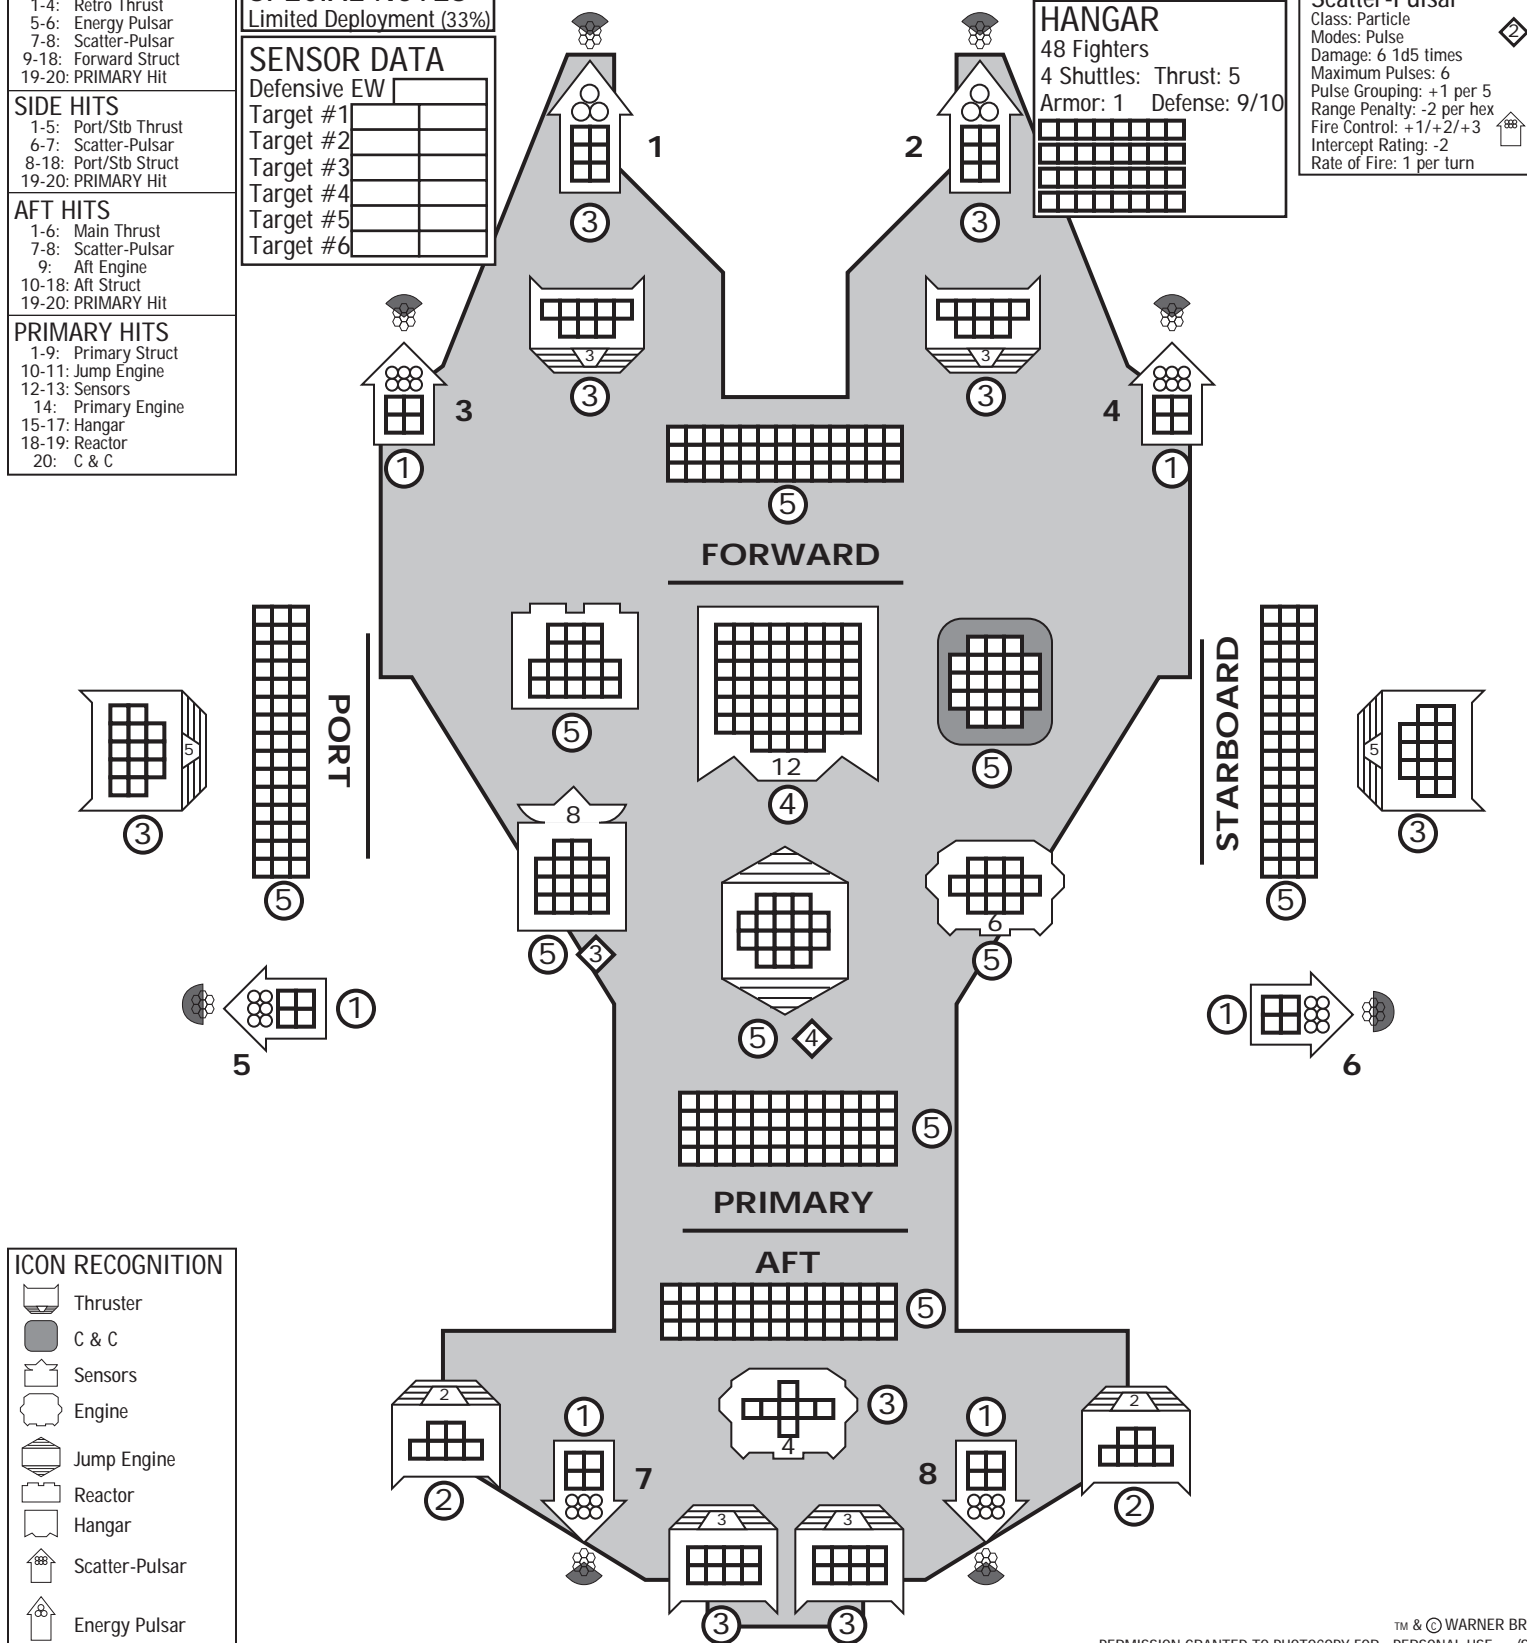 1-4: Retro Thrust
5-6: Energy Pulsar
7-8: Scatter-Pulsar
9-18: Forward Struct
19-20: PRIMARY Hit
SIDE HITS
1-5: Port/Stb Thrust
6-7: Scatter-Pulsar
8-18: Port/Stb Struct
19-20: PRIMARY Hit
AFT HITS
1-6: Main Thrust
7-8: Scatter-Pulsar
9: Aft Engine
10-18: Aft Struct
19-20: PRIMARY Hit
PRIMARY HITS
1-9: Primary Struct
10-11: Jump Engine
12-13: Sensors
14: Primary Engine
15-17: Hangar
18-19: Reactor
20: C & C
Limited Deployment (33%)
SENSOR DATA
Defensive EW
Target #1
Target #2
Target #3
Target #4
Target #5
Target #6
HANGAR
48 Fighters
4 Shuttles: Thrust: 5
Armor: 1 Defense: 9/10
Scatter-Pulsar
Class: Particle
Modes: Pulse
Damage: 6 1d5 times
Maximum Pulses: 6
Pulse Grouping: +1 per 5
Range Penalty: -2 per hex
Fire Control: +1/+2/+3
Intercept Rating: -2
Rate of Fire: 1 per turn
2
1
2
3
3
3
3
3
3
3
4
1
1
5
FORWARD
PORT
STARBOARD
5
12
4
5
5
3
5
3
5
5
8
5
3
6
5
5
4
1
5
1
6
5
PRIMARY
AFT
5
2
2
2
2
4
3
1
7
1
8
3
3
3
3
ICON RECOGNITION
Thruster
C & C
Sensors
Engine
Jump Engine
Reactor
Hangar
Scatter-Pulsar
Energy Pulsar
TM & © WARNER BR